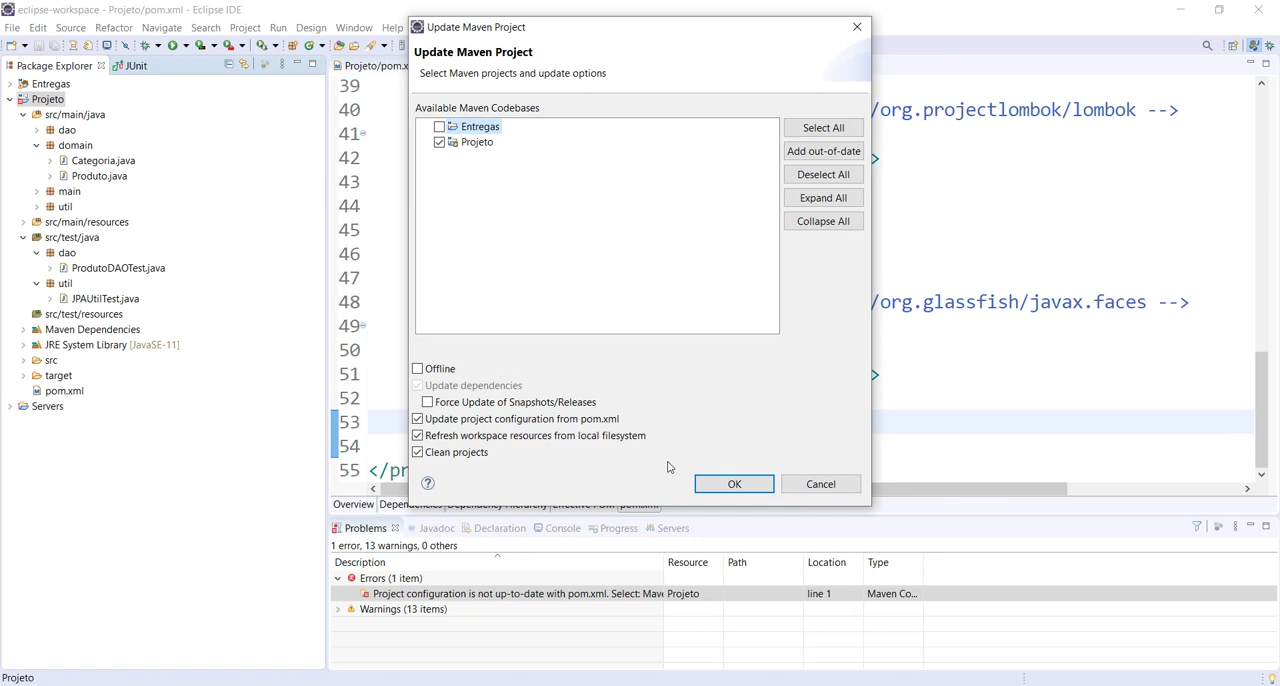 eclipse-workspace - Projeto/pom.xml - Eclipse IDE
File Edit Source Refactor Navigate Search Project Run Design Window Help
Package Explorer
JUnit
Entregas
Projeto
src/main/java
dao
domain
Categoria.java
Produto.java
main
util
src/main/resources
src/test/java
dao
ProdutoDAOTest.java
util
JPAUtilTest.java
src/test/resources
Maven Dependencies
JRE System Library [JavaSE-11]
src
target
pom.xml
Servers
Projeto/pom.x
39
40 /org.projectlombok/lombok -->
41
42 >
43
44
45
46
47
48 /org.glassfish/javax.faces -->
49
50
51 >
52
53
54
55 </pr
Update Maven Project
Update Maven Project
Select Maven projects and update options
Available Maven Codebases
Entregas
Projeto
Select All
Add out-of-date
Deselect All
Expand All
Collapse All
Offline
Update dependencies
Force Update of Snapshots/Releases
Update project configuration from pom.xml
Refresh workspace resources from local filesystem
Clean projects
OK
Cancel
Overview Dependencies Dependency Hierarchy Effective POM pom.xml
Problems Javadoc Declaration Console Progress Servers
1 error, 13 warnings, 0 others
Description Resource Path Location Type
Errors (1 item)
Project configuration is not up-to-date with pom.xml. Select: Mave Projeto line 1 Maven Co...
Warnings (13 items)
Projeto